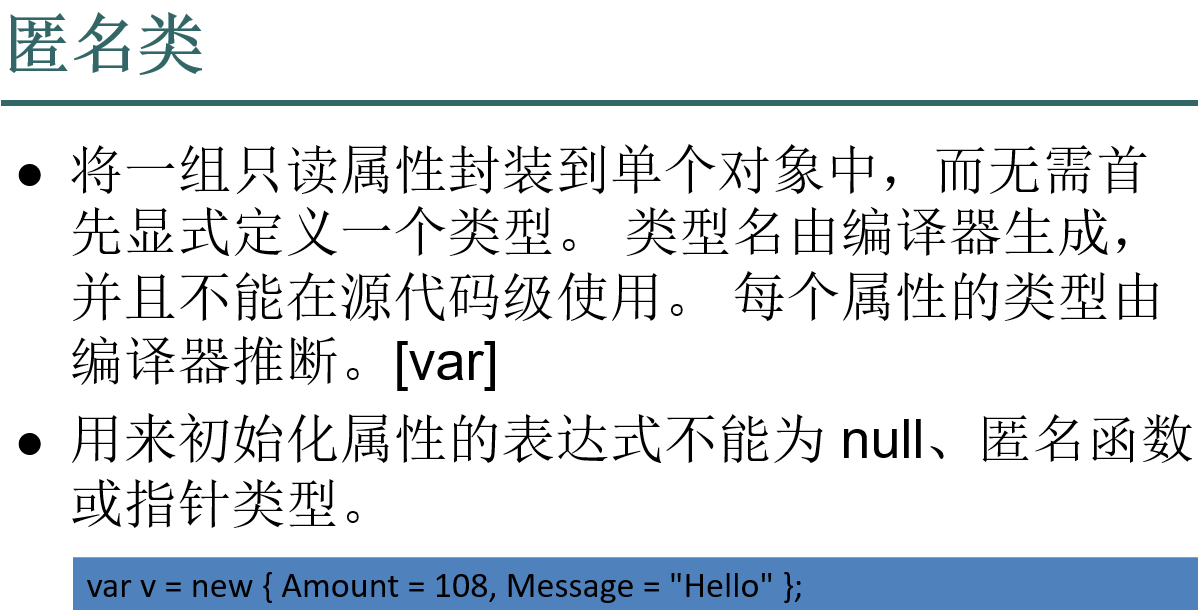 匿名类
● 将一组只读属性封装到单个对象中，而无需首
先显式定义一个类型。 类型名由编译器生成，
并且不能在源代码级使用。 每个属性的类型由
编译器推断。[var]
● 用来初始化属性的表达式不能为 null、匿名函数
或指针类型。
var v = new { Amount = 108, Message = "Hello" };